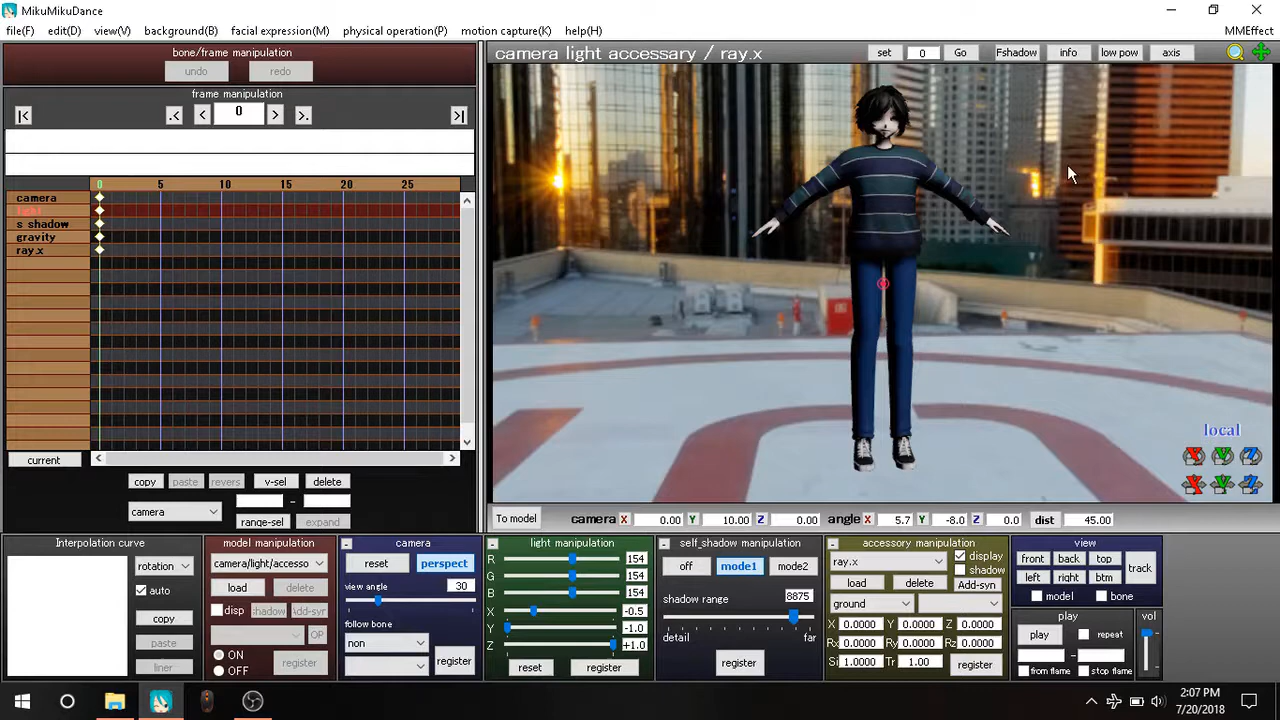 MikuMikuDance
file(F) edit(D) view(V) background(B) facial expression(M) physical operation(P) motion capture(K) help(H) MMEffect
bone/frame manipulation
undo redo
frame manipulation
|< .< < 0 > >. >|
0 5 10 15 20 25
camera
light
s shadow
gravity
ray.x
current
copy paste revers v-sel delete
camera - range-sel expand
camera light accessary / ray.x set 0 Go Fshadow info low pow axis
local
X Y Z
X Y Z
To model camera X 0.00 Y 10.00 Z 0.00 angle X 5.7 Y -8.0 Z 0.0 dist 45.00
Interpolation curve
rotation
auto
copy
paste
liner
model manipulation
camera/light/accesso
load delete
disp shadow Add-syn
OP
ON
OFF
register
camera
reset perspect
view angle 30
follow bone
non
register
light manipulation
R 154
G 154
B 154
X -0.5
Y -1.0
Z +1.0
reset register
self_shadow manipulation
off mode1 mode2
shadow range 8875
detail far
register
accessory manipulation
ray.x display
shadow
load delete Add-syn
ground
X 0.0000 Y 0.0000 Z 0.0000
Rx 0.0000 Ry 0.0000 Rz 0.0000
Si 1.0000 Tr 1.00 register
view
front back top
left right btm
track
model bone
play
play repeat
-
from flame stop flame
vol
2:07 PM
7/20/2018